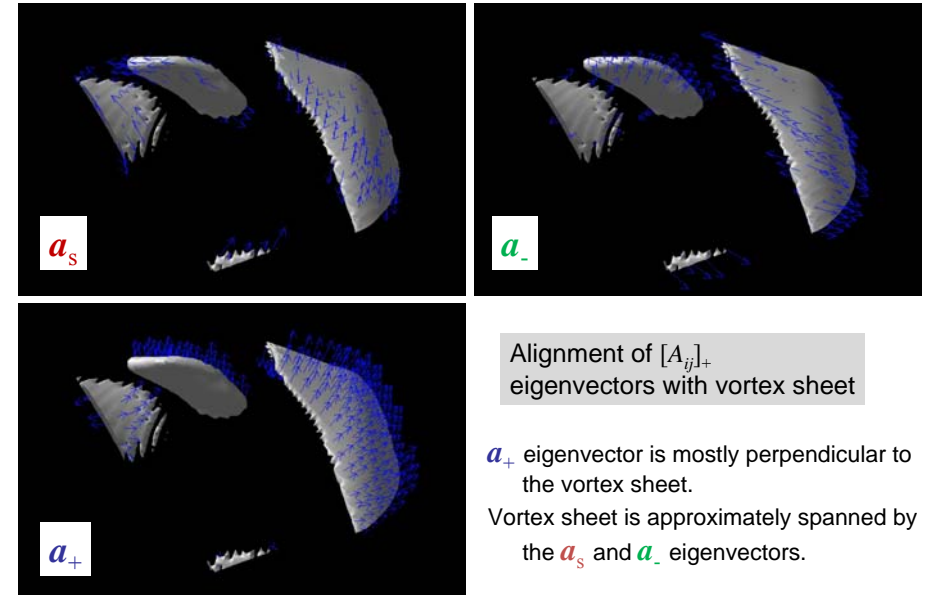 a_s
a_-
a_+
Alignment of [A_ij]_+
eigenvectors with vortex sheet
a_+ eigenvector is mostly perpendicular to
the vortex sheet.
Vortex sheet is approximately spanned by
the a_s and a_- eigenvectors.